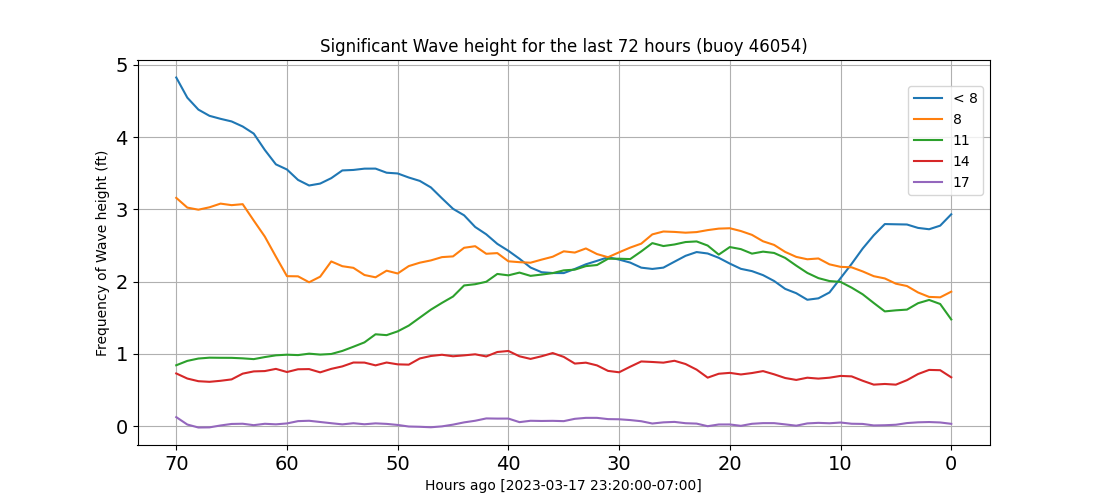 Significant Wave height for the last 72 hours (buoy 46054)
Frequency of Wave height (ft)
5
4
3
2
1
0
< 8
8
11
14
17
70 60 50 40 30 20 10 0
Hours ago [2023-03-17 23:20:00-07:00]